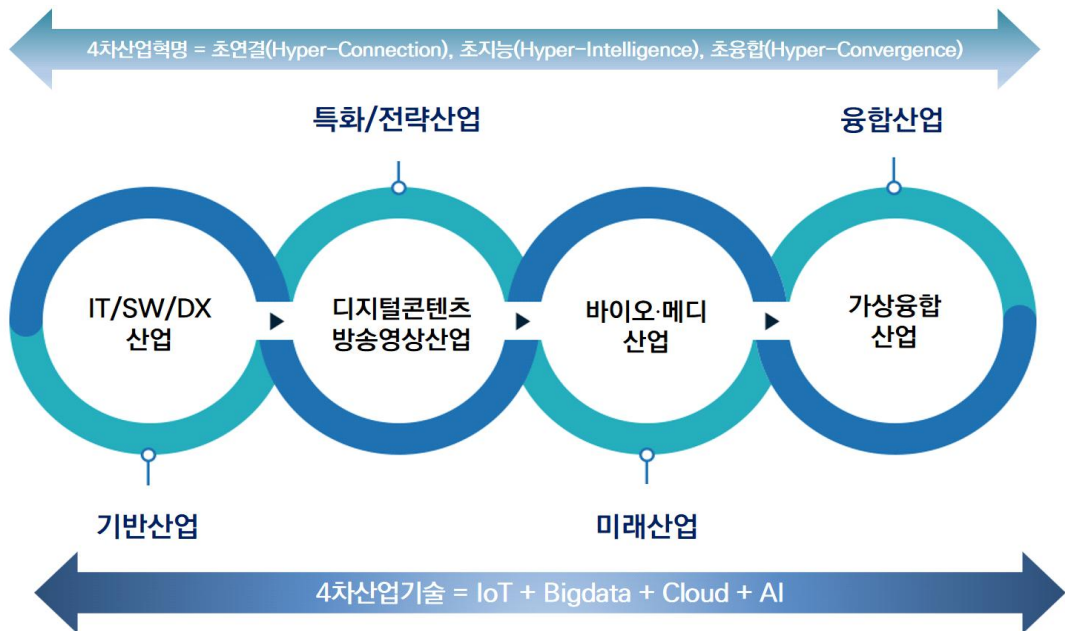 4차산업혁명 = 초연결(Hyper-Connection), 초지능(Hyper-Intelligence), 초융합(Hyper-Convergence)
특화/전략산업
융합산업
IT/SW/DX
산업
디지털콘텐츠
방송영상산업
바이오·메디
산업
가상융합
산업
기반산업
미래산업
4차산업기술 = IoT + Bigdata + Cloud + AI